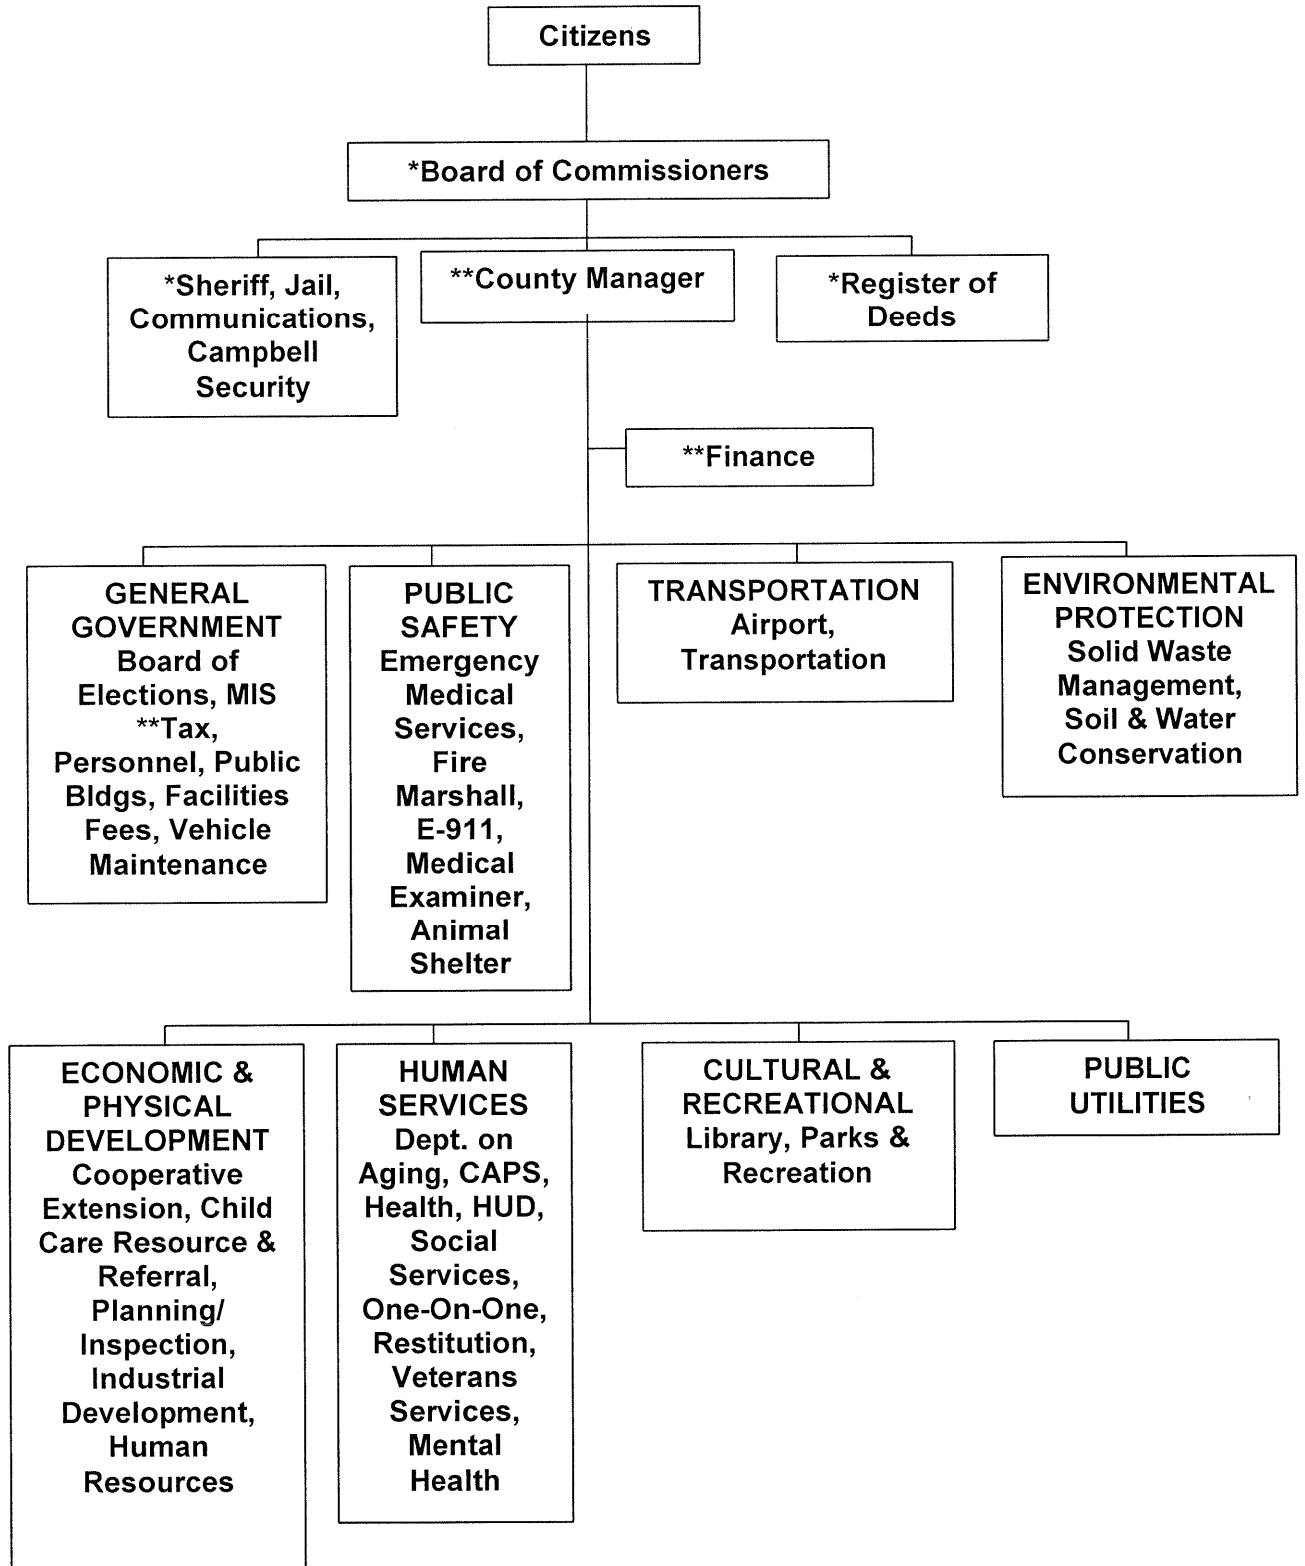 Citizens
*Board of Commissioners
*Sheriff, Jail,
Communications,
Campbell
Security
**County Manager
*Register of
Deeds
**Finance
GENERAL
GOVERNMENT
Board of
Elections, MIS
**Tax,
Personnel, Public
Bldgs, Facilities
Fees, Vehicle
Maintenance
PUBLIC
SAFETY
Emergency
Medical
Services,
Fire
Marshall,
E-911,
Medical
Examiner,
Animal
Shelter
TRANSPORTATION
Airport,
Transportation
ENVIRONMENTAL
PROTECTION
Solid Waste
Management,
Soil & Water
Conservation
ECONOMIC &
PHYSICAL
DEVELOPMENT
Cooperative
Extension, Child
Care Resource &
Referral,
Planning/
Inspection,
Industrial
Development,
Human
Resources
HUMAN
SERVICES
Dept. on
Aging, CAPS,
Health, HUD,
Social
Services,
One-On-One,
Restitution,
Veterans
Services,
Mental
Health
CULTURAL &
RECREATIONAL
Library, Parks &
Recreation
PUBLIC
UTILITIES